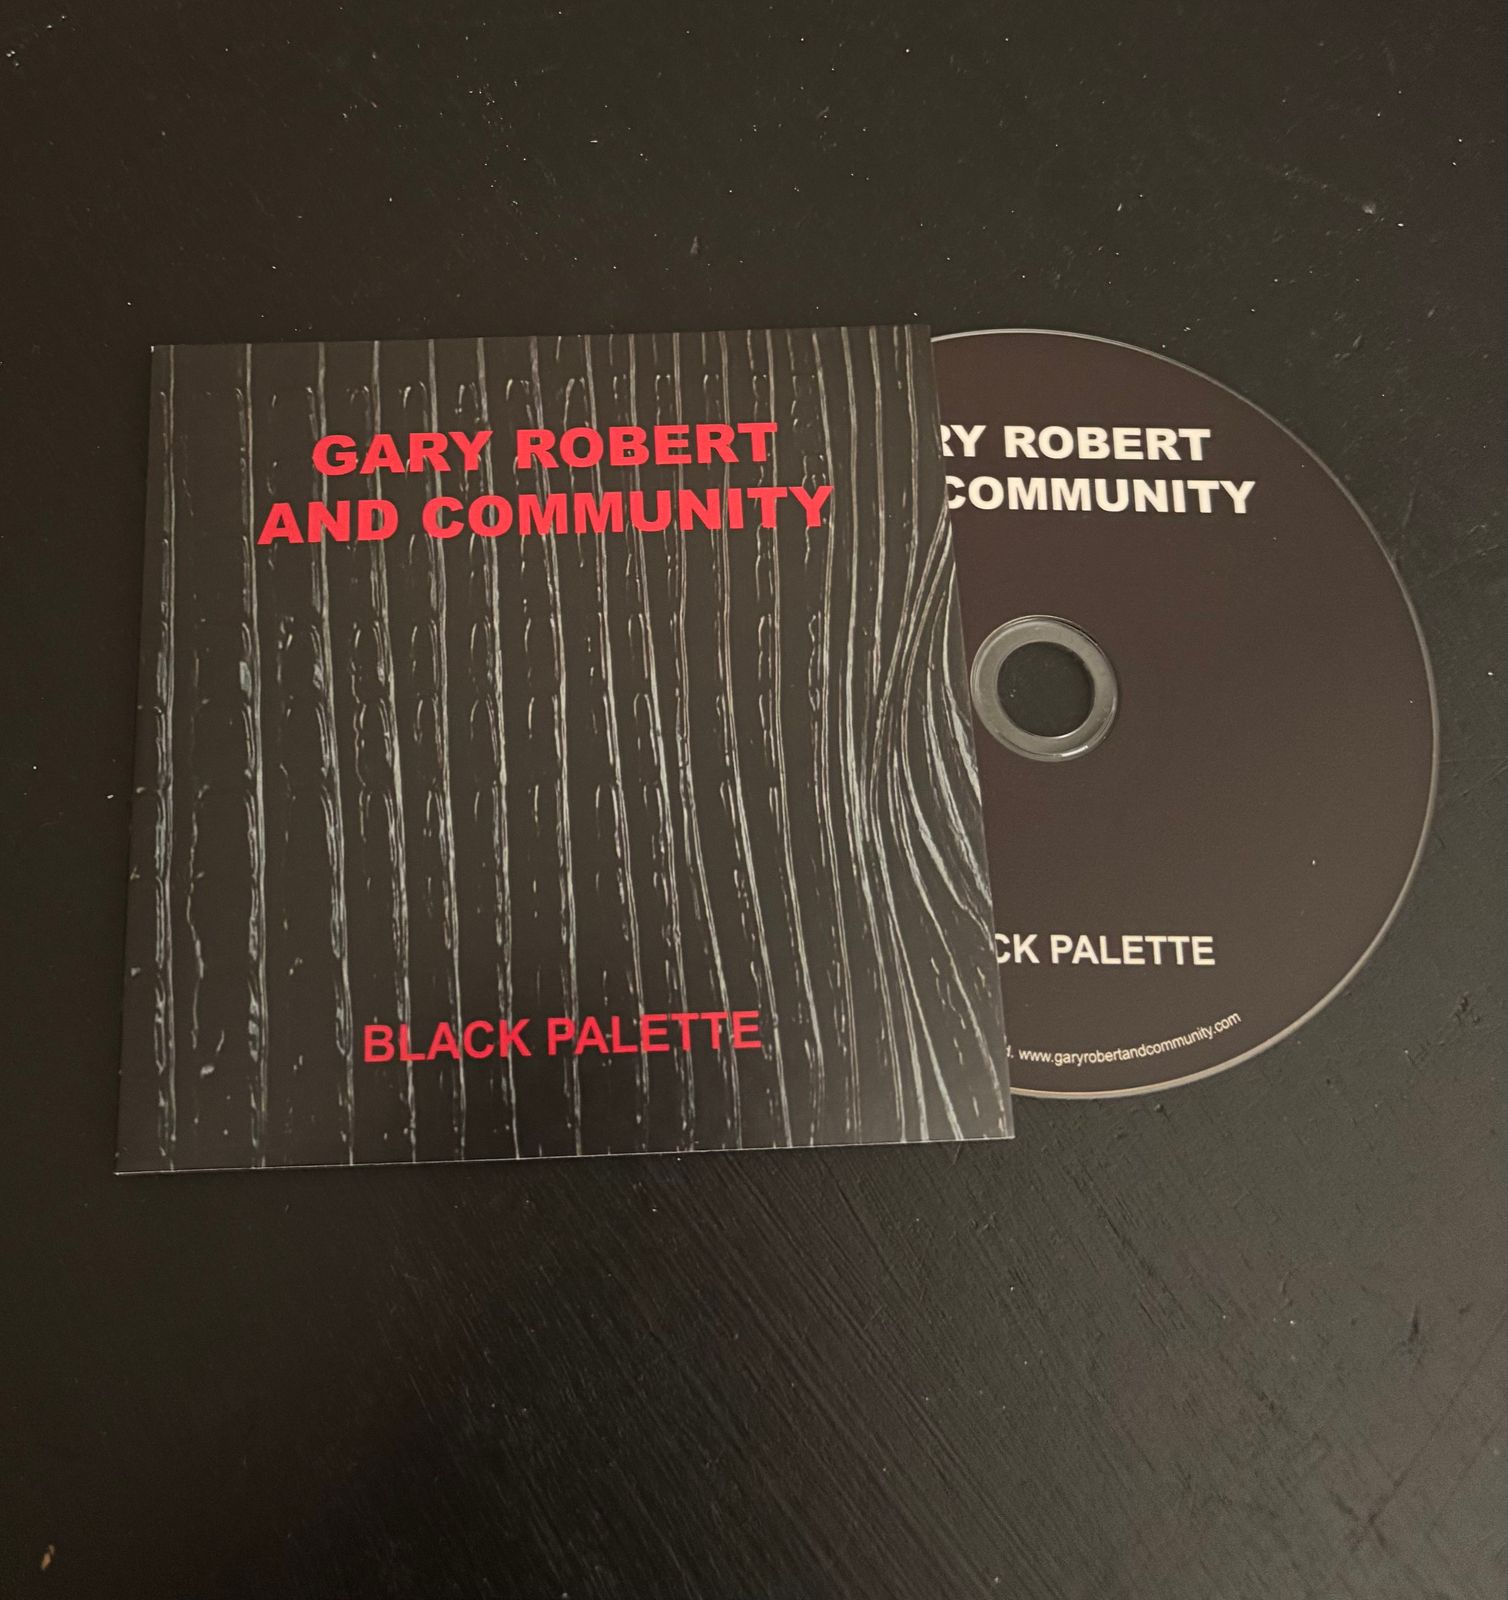 GARY ROBERT
AND COMMUNITY
BLACK PALETTE
RY ROBERT
COMMUNITY
CK PALETTE
d. www.garyrobertandcommunity.com